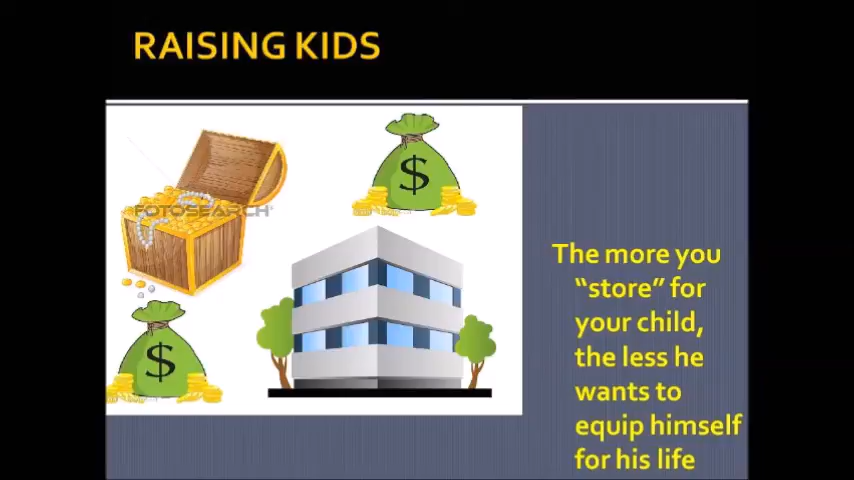 RAISING KIDS
FOTOSEARCH
$
$
The more you
“store” for
your child,
the less he
wants to
equip himself
for his life